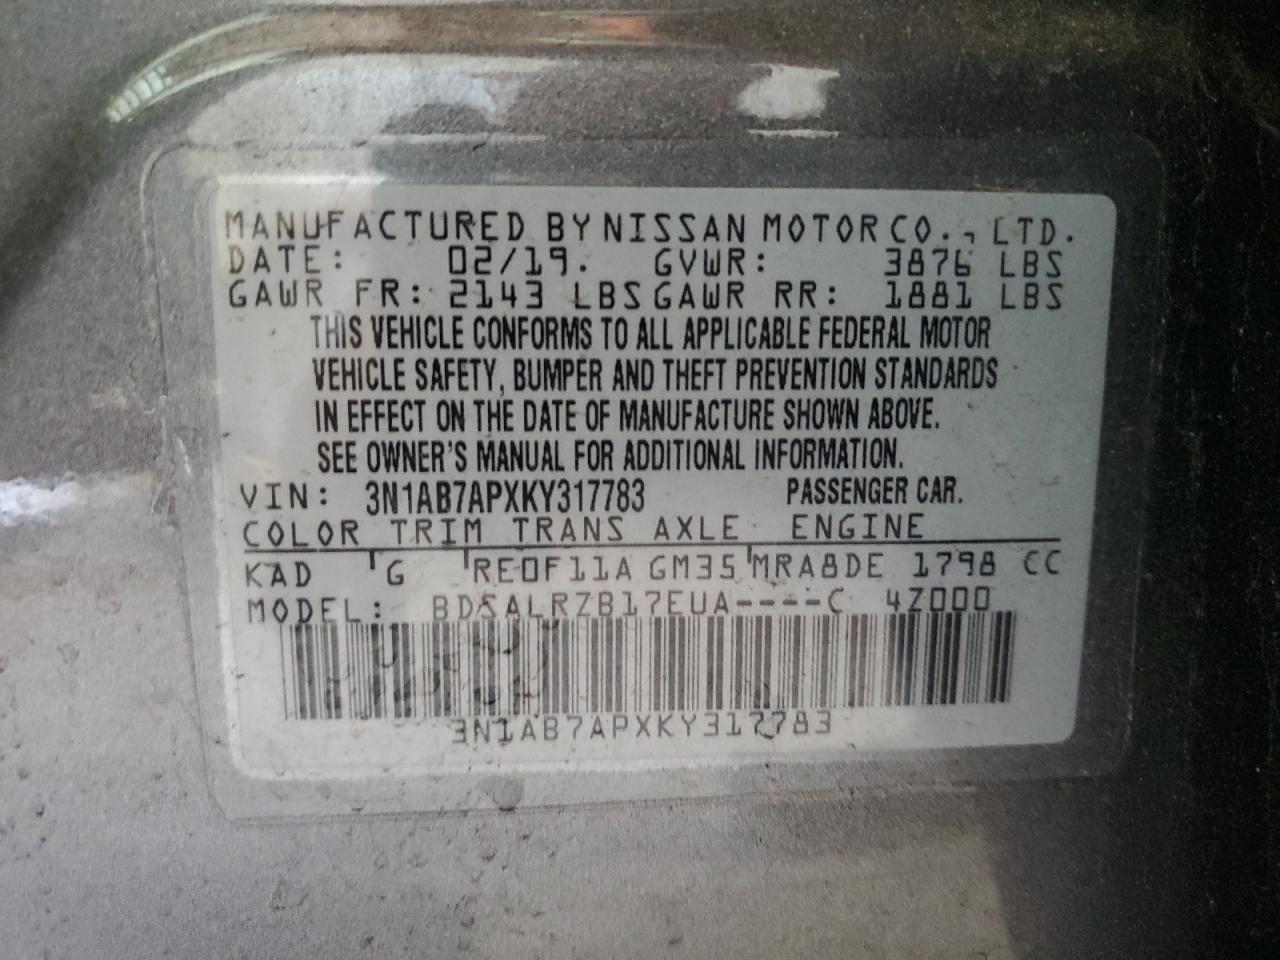 MANUFACTURED BY NISSAN MOTOR CO., LTD.
DATE: 02/19. GVWR: 3876 LBS
GAWR FR: 2143 LBS GAWR RR: 1881 LBS
THIS VEHICLE CONFORMS TO ALL APPLICABLE FEDERAL MOTOR
VEHICLE SAFETY, BUMPER AND THEFT PREVENTION STANDARDS
IN EFFECT ON THE DATE OF MANUFACTURE SHOWN ABOVE.
SEE OWNER'S MANUAL FOR ADDITIONAL INFORMATION.
VIN: 3N1AB7APXKY317783 PASSENGER CAR.
COLOR TRIM TRANS AXLE ENGINE
KAD G RE0F11A GM35 MRA8DE 1798 CC
MODEL: BDSALRZB17EUA----C 4Z000
3N1AB7APXKY317783